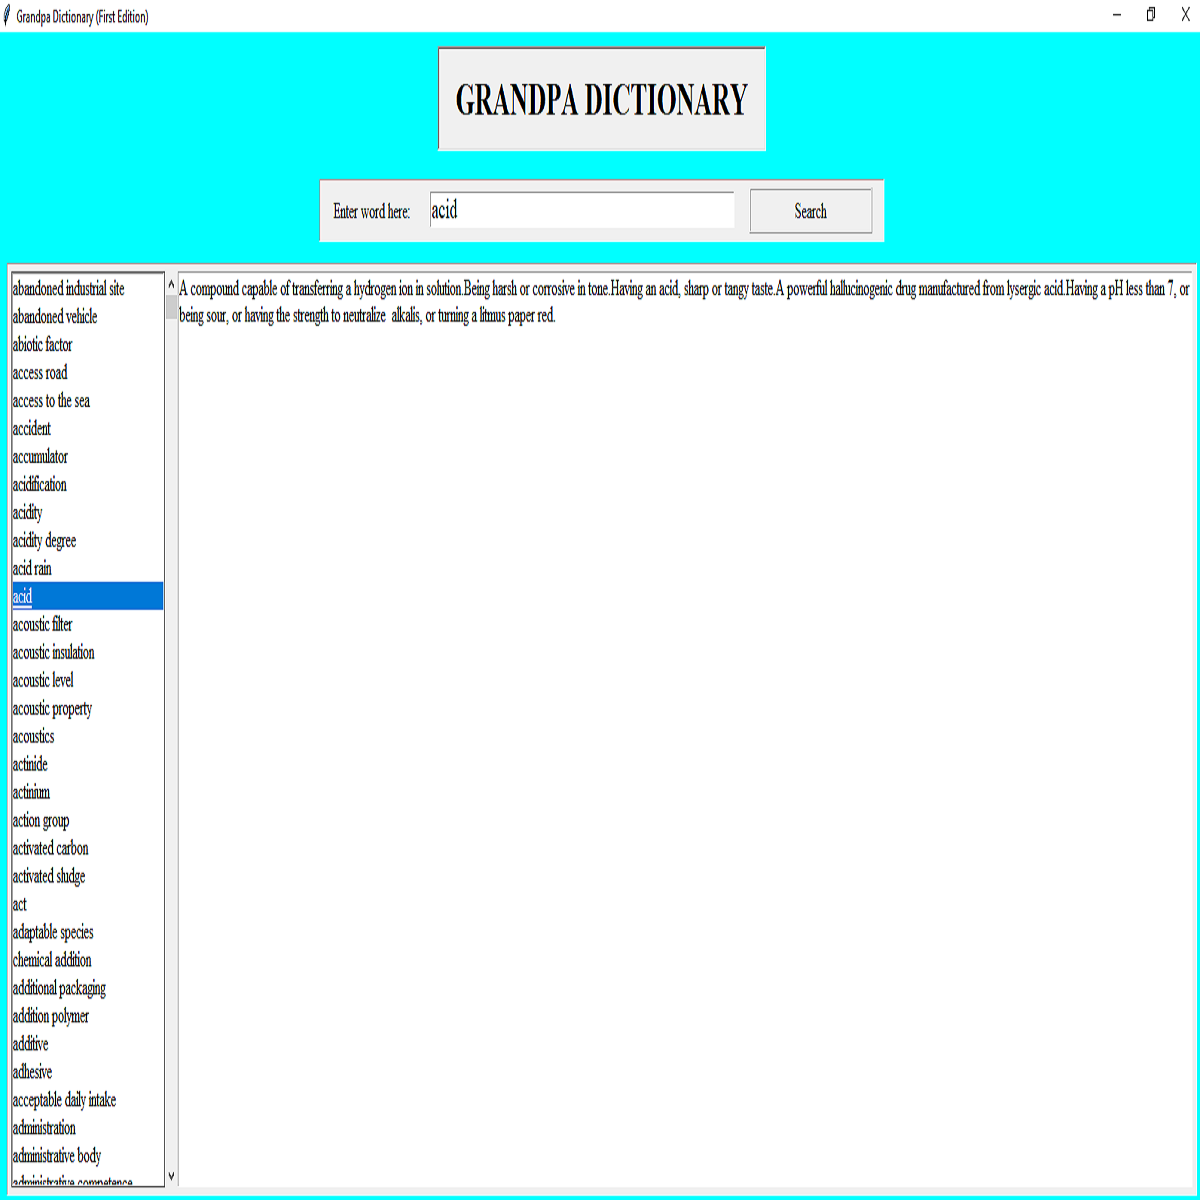 Grandpa Dictionary (First Edition)
GRANDPA DICTIONARY
Enter word here:
acid
Search
abandoned industrial site
abandoned vehicle
abiotic factor
access road
access to the sea
accident
accumulator
acidification
acidity
acidity degree
acid rain
acid
acoustic filter
acoustic insulation
acoustic level
acoustic property
acoustics
actinide
actinium
action group
activated carbon
activated sludge
act
adaptable species
chemical addition
additional packaging
addition polymer
additive
adhesive
acceptable daily intake
administration
administrative body
administrative competence
A compound capable of transferring a hydrogen ion in solution.Being harsh or corrosive in tone.Having an acid, sharp or tangy taste.A powerful hallucinogenic drug manufactured from lysergic acid.Having a pH less than 7, or
being sour, or having the strength to neutralize  alkalis, or turning a litmus paper red.